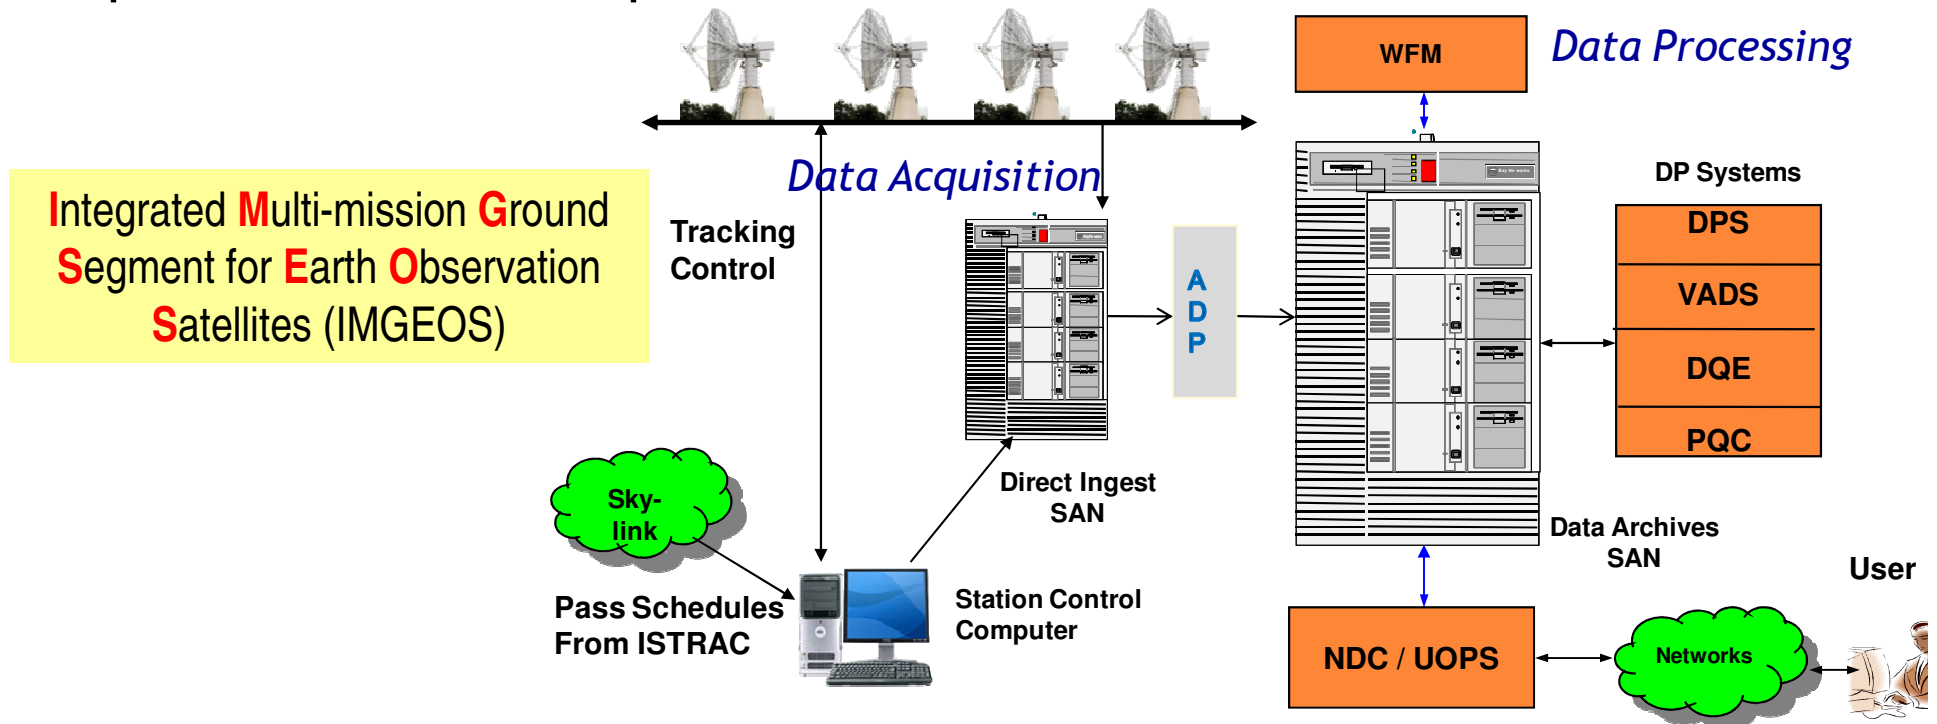 WFM
Data Processing
Data Acquisition
DP Systems
Integrated Multi-mission Ground
Segment for Earth Observation
Satellites (IMGEOS)
Tracking
Control
A
D
P
DPS
VADS
DQE
PQC
Sky-
link
Direct Ingest
SAN
Data Archives
SAN
User
Pass Schedules
From ISTRAC
Station Control
Computer
NDC / UOPS
Networks